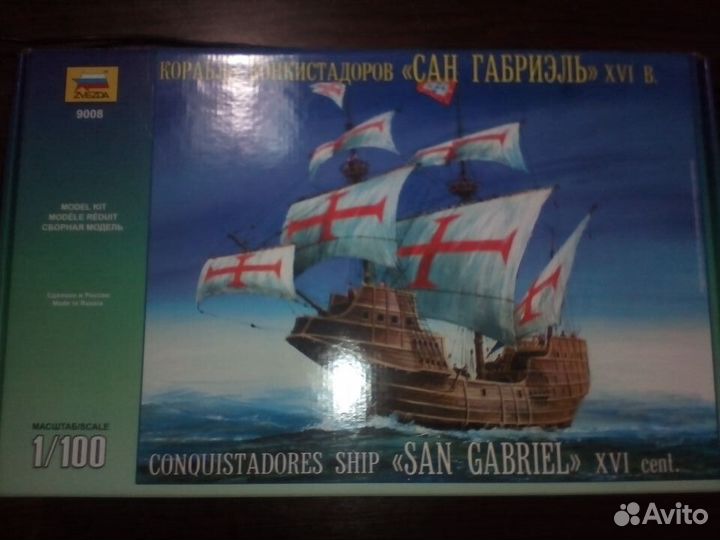 КОРАБЛЬ КОНКИСТАДОРОВ «САН ГАБРИЭЛЬ» XVI В.
ZVEZDA
9008
MODEL KIT
MODÈLE RÉDUIT
СБОРНАЯ МОДЕЛЬ
Сделано в России
Made in Russia
МАСШТАБ/SCALE
1/100
CONQUISTADORES SHIP «SAN GABRIEL» XVI cent.
Avito